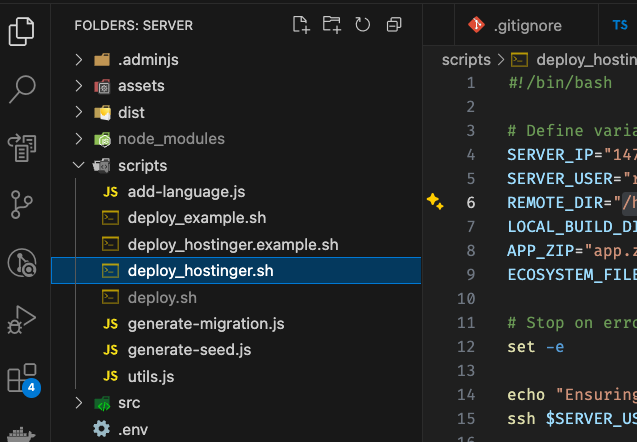 FOLDERS: SERVER
.adminjs
assets
dist
node_modules
scripts
JS add-language.js
deploy_example.sh
deploy_hostinger.example.sh
deploy_hostinger.sh
deploy.sh
JS generate-migration.js
JS generate-seed.js
JS utils.js
src
.env
4
.gitignore
TS
scripts > deploy_hostin
1 #!/bin/bash
2
3 # Define varia
4 SERVER_IP="147
5 SERVER_USER="r
6 REMOTE_DIR="/h
7 LOCAL_BUILD_DI
8 APP_ZIP="app.z
9 ECOSYSTEM_FILE
10
11 # Stop on erro
12 set -e
13
14 echo "Ensuring
15 ssh $SERVER_US